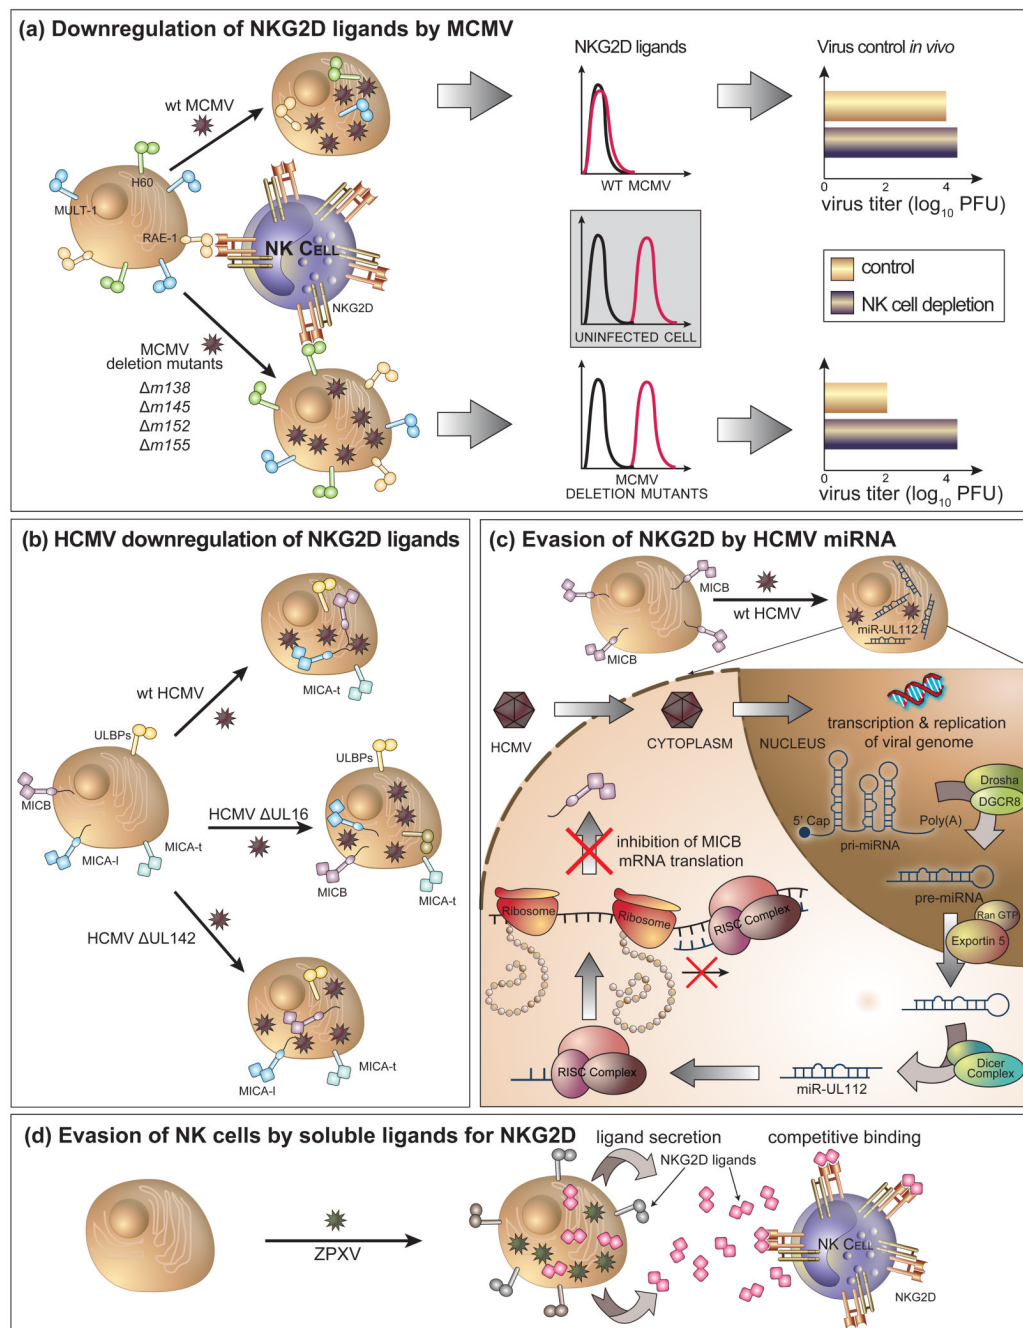 (a) Downregulation of NKG2D ligands by MCMV
wt MCMV
H60
MULT-1
RAE-1
NK CELL
NKG2D
MCMV
deletion mutants
Δm138
Δm145
Δm152
Δm155
NKG2D ligands
WT MCMV
UNINFECTED CELL
MCMV
DELETION MUTANTS
Virus control in vivo
0
4
virus titer (log10 PFU)
control
NK cell depletion
0
2
4
virus titer (log10 PFU)
(b) HCMV downregulation of NKG2D ligands
wt HCMV
MICA-t
ULBPs
MICB
MICA-l
MICA-t
HCMV ΔUL16
ULBPs
MICB
MICA-t
HCMV ΔUL142
MICA-l
MICA-t
(c) Evasion of NKG2D by HCMV miRNA
MICB
MICB
wt HCMV
miR-UL112
HCMV
CYTOPLASM
NUCLEUS
transcription & replication
of viral genome
Drosha
DGCR8
5' Cap
Poly(A)
pri-miRNA
pre-miRNA
Ran GTP
Exportin 5
inhibition of MICB
mRNA translation
Ribosome
Ribosome
RISC Complex
RISC Complex
miR-UL112
Dicer
Complex
(d) Evasion of NK cells by soluble ligands for NKG2D
ZPXV
ligand secretion
NKG2D ligands
competitive binding
NK CELL
NKG2D